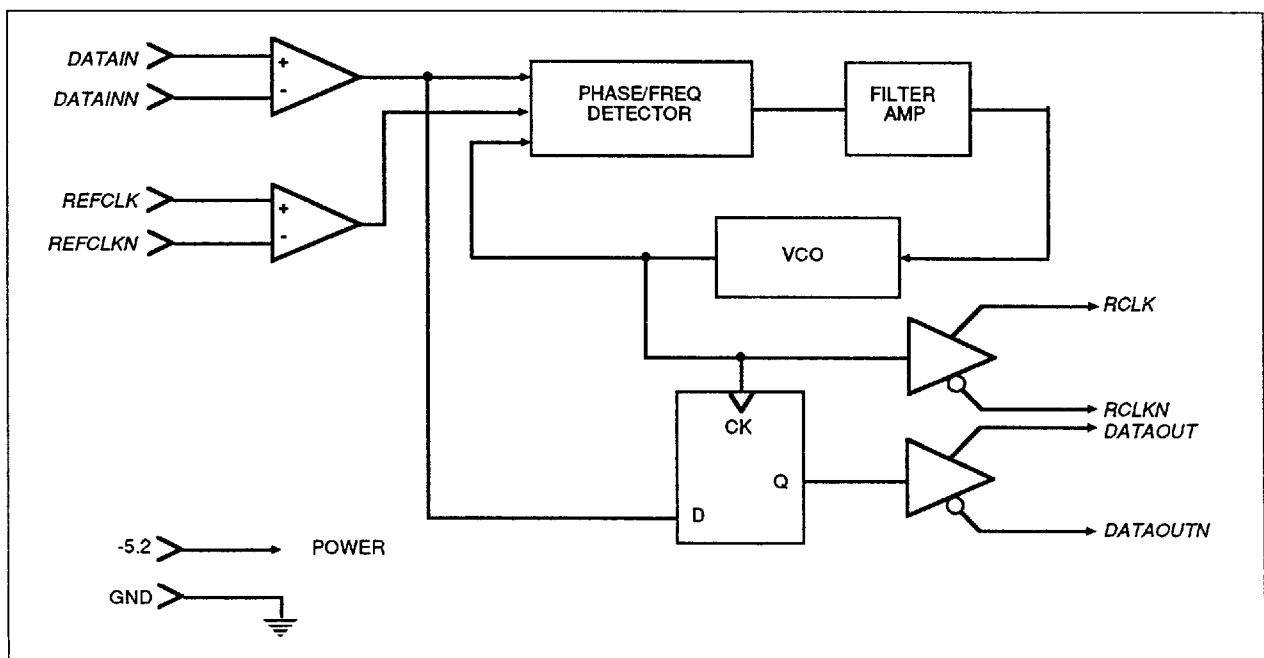 DATAIN
+
PHASE/FREQ
DETECTOR
FILTER
AMP
DATAINN
-
REFCLK
+
REFCLKN
-
VCO
RCLK
RCLKN
CK
DATAOUT
Q
D
DATAOUTN
-5.2
POWER
GND